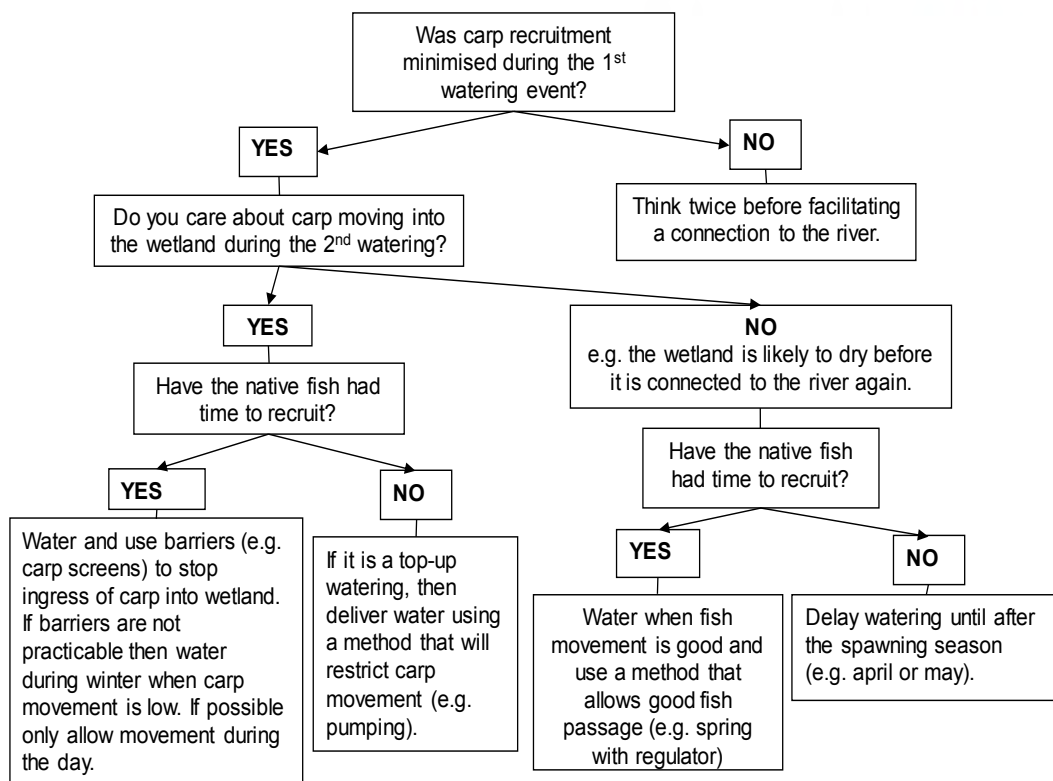 Was carp recruitment
minimised during the 1st
watering event?
YES
NO
Do you care about carp moving into
the wetland during the 2nd watering?
Think twice before facilitating
a connection to the river.
YES
NO
e.g. the wetland is likely to dry before
it is connected to the river again.
Have the native fish had
time to recruit?
Have the native fish
had time to recruit?
YES
NO
YES
NO
Water and use barriers (e.g.
carp screens) to stop
ingress of carp into wetland.
If barriers are not
practicable then water
during winter when carp
movement is low. If possible
only allow movement during
the day.
If it is a top-up
watering, then
deliver water using
a method that will
restrict carp
movement (e.g.
pumping).
Water when fish
movement is good and
use a method that
allows good fish
passage (e.g. spring
with regulator)
Delay watering until after
the spawning season
(e.g. april or may).